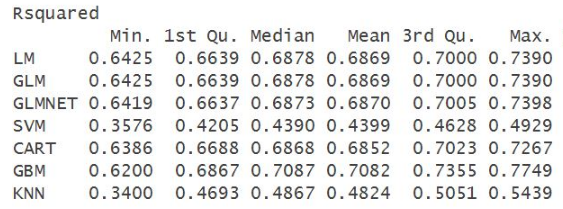 Rsquared
Min. 1st Qu. Median Mean 3rd Qu. Max.
LM 0.6425 0.6639 0.6878 0.6869 0.7000 0.7390
GLM 0.6425 0.6639 0.6878 0.6869 0.7000 0.7390
GLMNET 0.6419 0.6637 0.6873 0.6870 0.7005 0.7398
SVM 0.3576 0.4205 0.4390 0.4399 0.4628 0.4929
CART 0.6386 0.6688 0.6868 0.6852 0.7023 0.7267
GBM 0.6200 0.6867 0.7087 0.7082 0.7355 0.7749
KNN 0.3400 0.4693 0.4867 0.4824 0.5051 0.5439